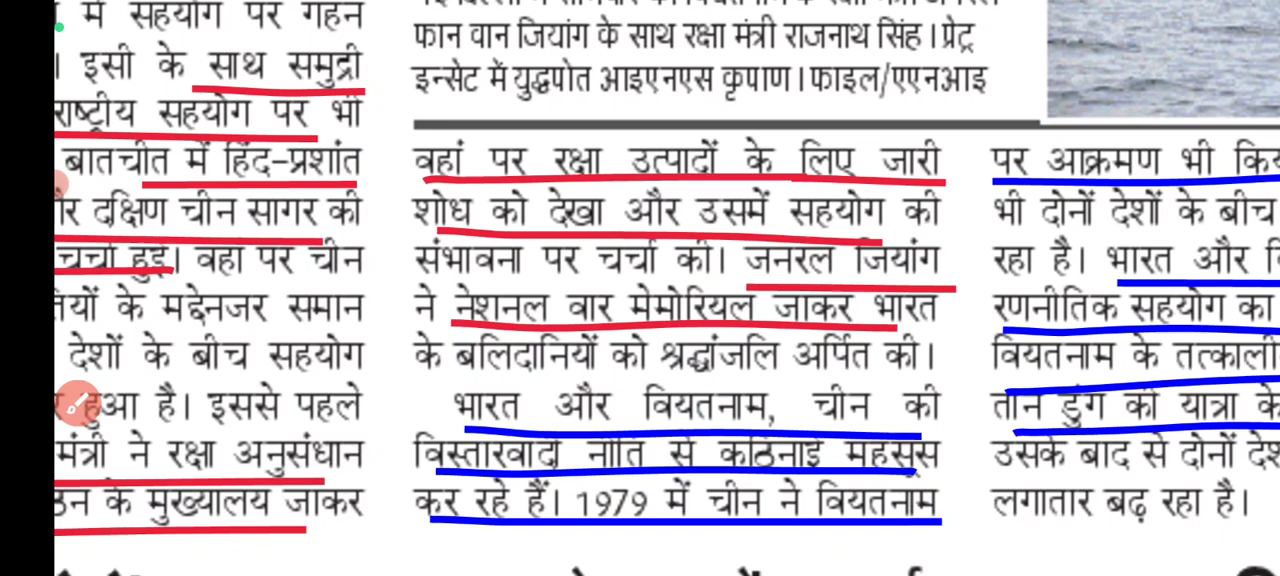 में सहयोग पर गहन
। इसी के साथ समुद्री
राष्ट्रीय सहयोग पर भी
बातचीत में हिंद-प्रशांत
दक्षिण चीन सागर की
चर्चा हुई। वहां पर चीन
के मद्देनजर समान
देशों के बीच सहयोग
हुआ है। इससे पहले
मंत्री ने रक्षा अनुसंधान
के मुख्यालय जाकर
फान वान जियांग के साथ रक्षा मंत्री राजनाथ सिंह। प्रेट्र
इन्सेट में युद्धपोत आइएनएस कृपाण। फाइल/एएनआइ
वहां पर रक्षा उत्पादों के लिए जारी
शोध को देखा और उसमें सहयोग की
संभावना पर चर्चा की। जनरल जियांग
ने नेशनल वार मेमोरियल जाकर भारत
के बलिदानियों को श्रद्धांजलि अर्पित की।
भारत और वियतनाम, चीन की
विस्तारवादी नीति से कठिनाई महसूस
कर रहे हैं। 1979 में चीन ने वियतनाम
पर आक्रमण भी
भी दोनों देशों के बीच
रहा है। भारत और
रणनीतिक सहयोग का
वियतनाम के
तान डुंग की यात्रा के
उसके बाद से दोनों
लगातार बढ़ रहा है।